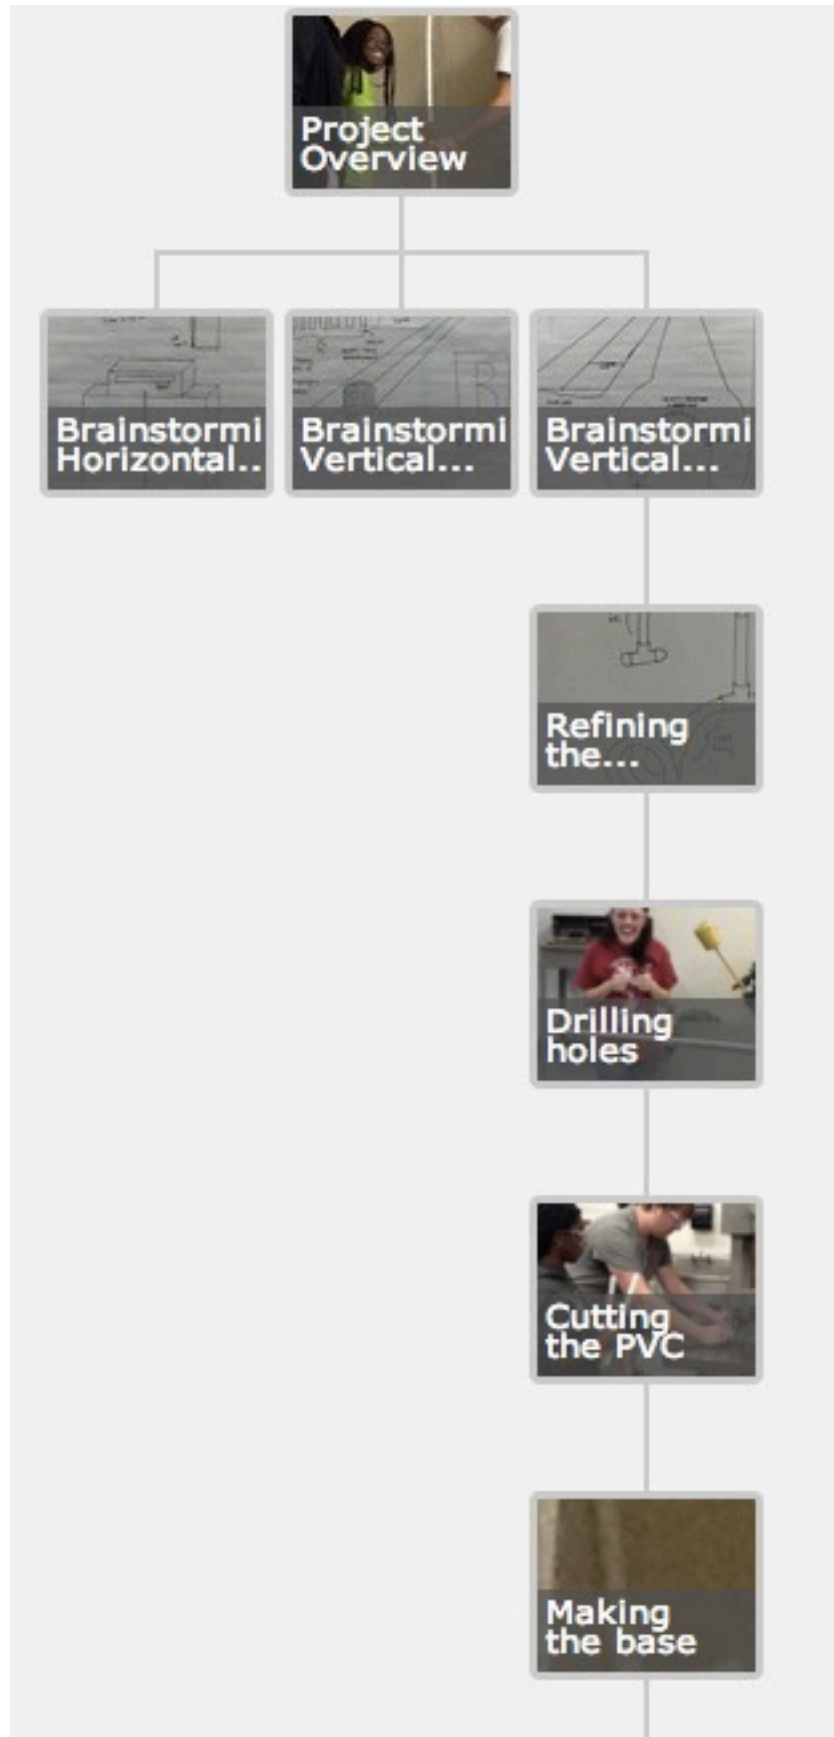 Project
Overview
Brainstormi
Horizontal..
Brainstormi
Vertical...
Brainstormi
Vertical...
Refining
the...
Drilling
holes
Cutting
the PVC
Making
the base